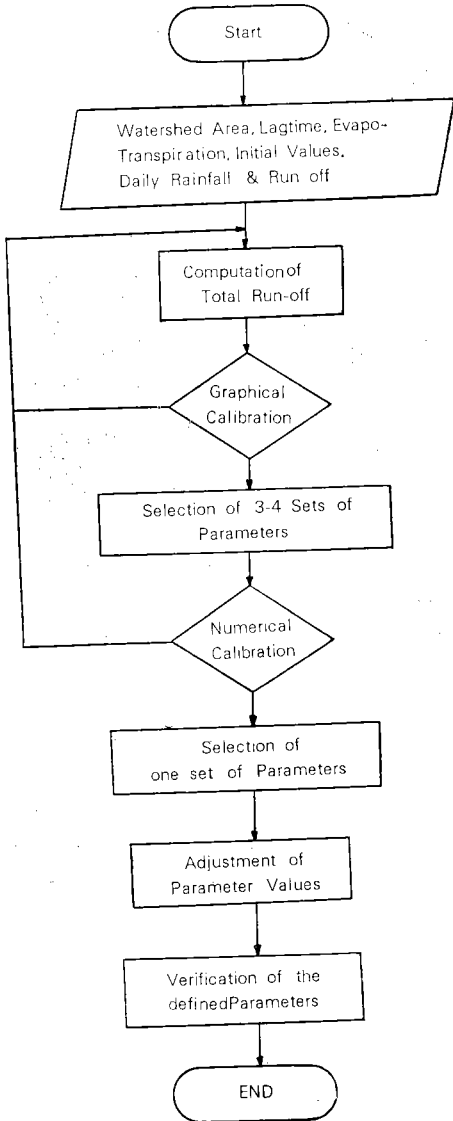 Start
Watershed Area, Lagtime, Evapo-
Transpiration, Initial Values.
Daily Rainfall & Run off
Computation of
Total Run-off
Graphical
Calibration
Selection of 3-4 Sets of
Parameters
Numerical
Calibration
Selection of
one set of Parameters
Adjustment of
Parameter Values
Verification of the
definedParameters
END